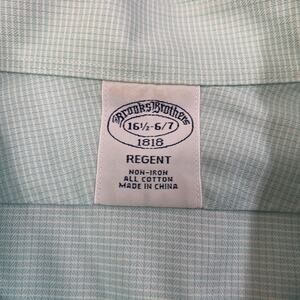 Brooks Brothers
16½-6/7
1818
REGENT
NON-IRON
ALL COTTON
MADE IN CHINA